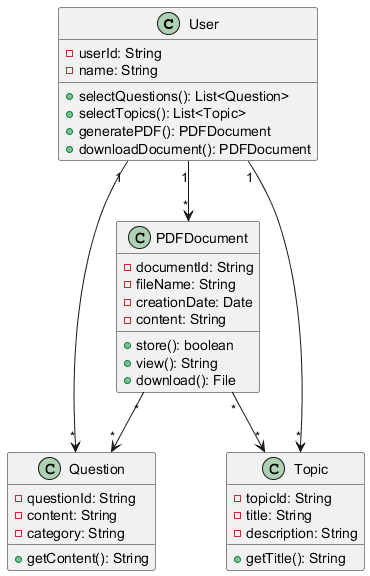 C User
userId: String
name: String
selectQuestions(): List<Question>
selectTopics(): List<Topic>
generatePDF(): PDFDocument
downloadDocument(): PDFDocument
1 1 1
*
C PDFDocument
documentId: String
fileName: String
creationDate: Date
content: String
store(): boolean
view(): String
download(): File
* *
* * * *
C Question
questionId: String
content: String
category: String
getContent(): String
C Topic
topicId: String
title: String
description: String
getTitle(): String